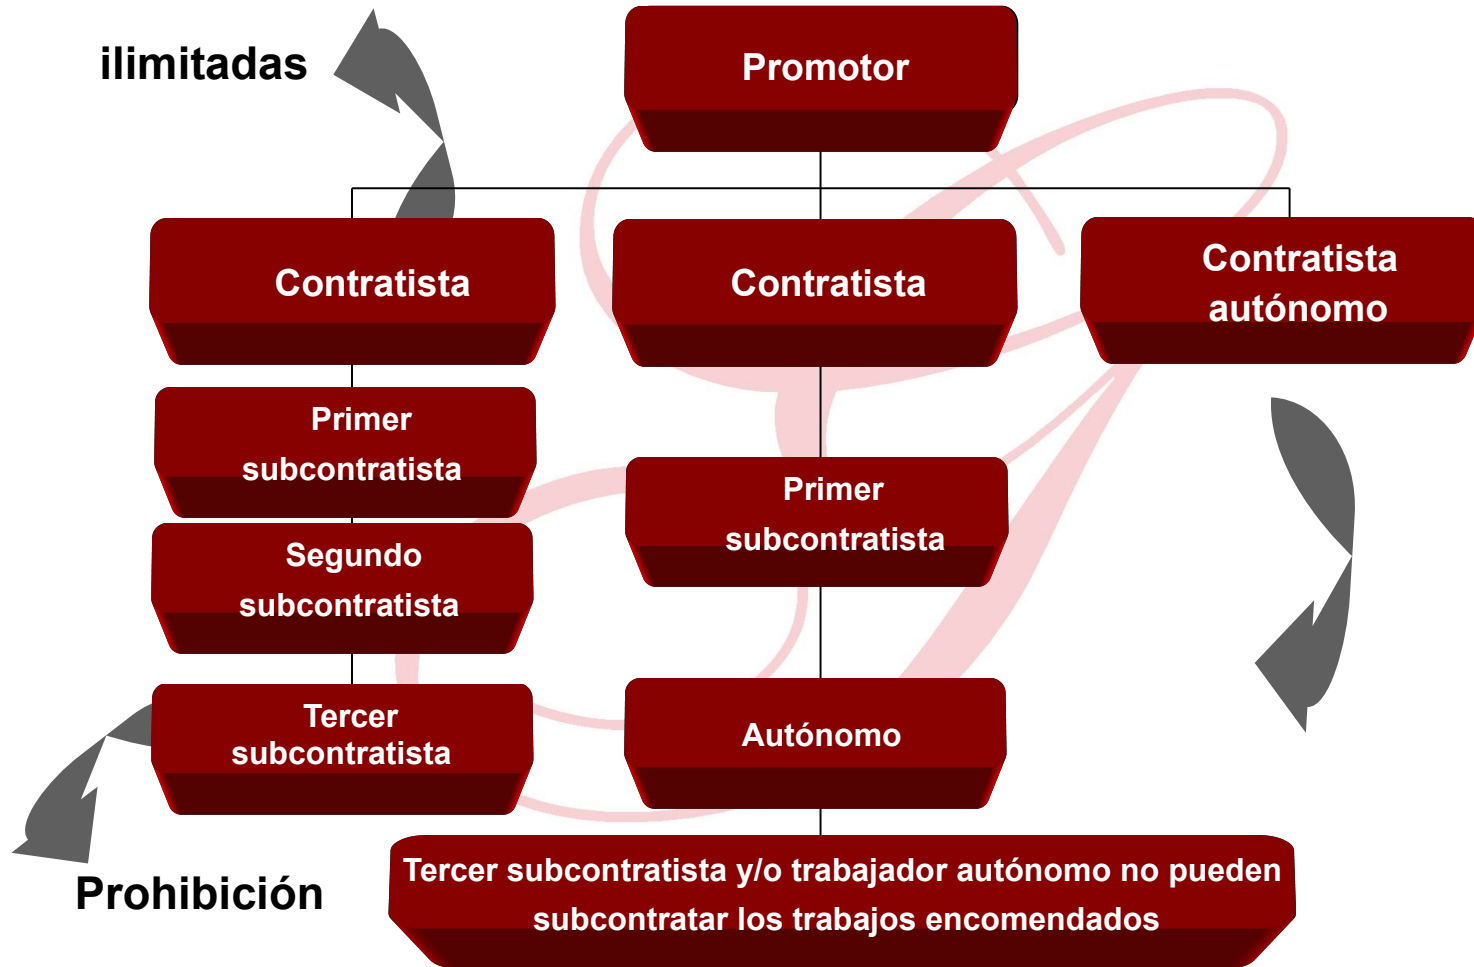 ilimitadas
Promotor
Contratista
Contratista
Contratista
autónomo
Primer
subcontratista
Segundo
subcontratista
Tercer
subcontratista
Primer
subcontratista
Autónomo
Prohibición
Tercer subcontratista y/o trabajador autónomo no pueden
subcontratar los trabajos encomendados